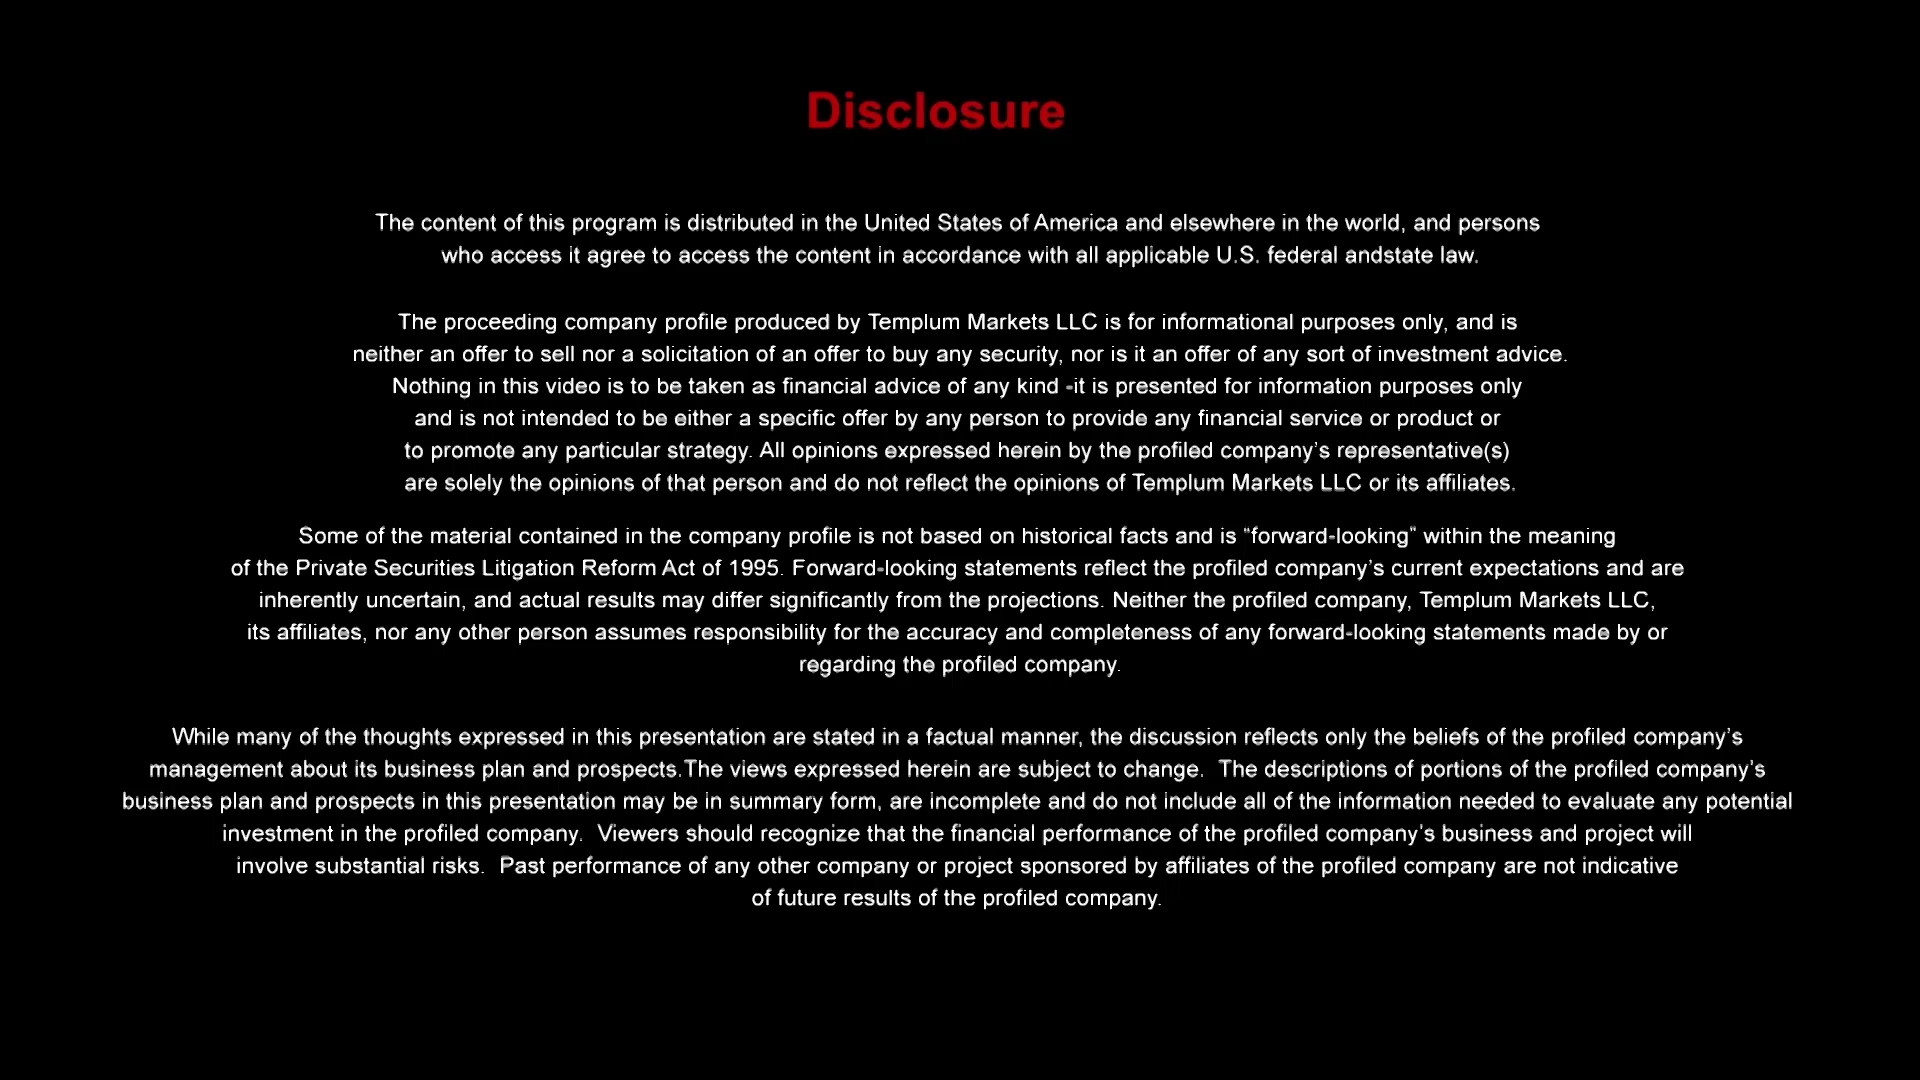 Disclosure
The content of this program is distributed in the United States of America and elsewhere in the world, and persons
who access it agree to access the content in accordance with all applicable U.S. federal andstate law.
The proceeding company profile produced by Templum Markets LLC is for informational purposes only, and is
neither an offer to sell nor a solicitation of an offer to buy any security, nor is it an offer of any sort of investment advice.
Nothing in this video is to be taken as financial advice of any kind -it is presented for information purposes only
and is not intended to be either a specific offer by any person to provide any financial service or product or
to promote any particular strategy. All opinions expressed herein by the profiled company’s representative(s)
are solely the opinions of that person and do not reflect the opinions of Templum Markets LLC or its affiliates.
Some of the material contained in the company profile is not based on historical facts and is “forward-looking” within the meaning
of the Private Securities Litigation Reform Act of 1995. Forward-looking statements reflect the profiled company’s current expectations and are
inherently uncertain, and actual results may differ significantly from the projections. Neither the profiled company, Templum Markets LLC,
its affiliates, nor any other person assumes responsibility for the accuracy and completeness of any forward-looking statements made by or
regarding the profiled company.
While many of the thoughts expressed in this presentation are stated in a factual manner, the discussion reflects only the beliefs of the profiled company’s
management about its business plan and prospects.The views expressed herein are subject to change.  The descriptions of portions of the profiled company’s
business plan and prospects in this presentation may be in summary form, are incomplete and do not include all of the information needed to evaluate any potential
investment in the profiled company.  Viewers should recognize that the financial performance of the profiled company’s business and project will
involve substantial risks.  Past performance of any other company or project sponsored by affiliates of the profiled company are not indicative
of future results of the profiled company.